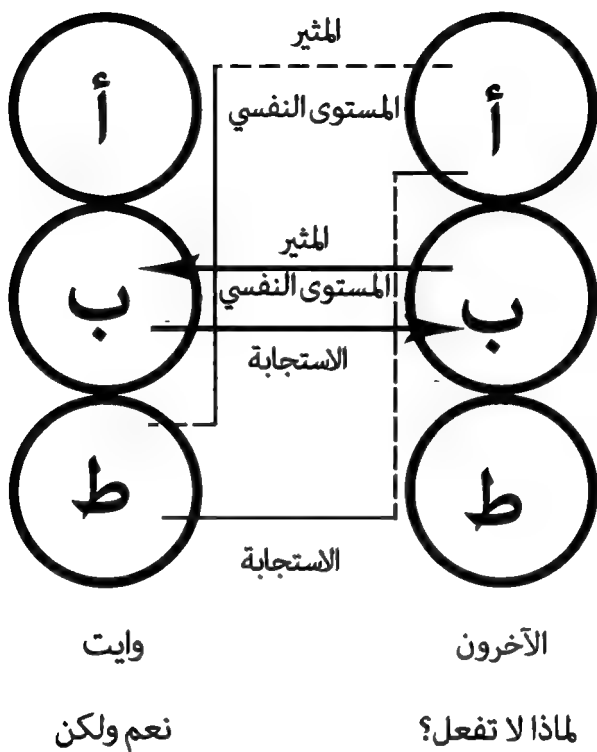 المثير
أ
أ
المستوى النفسي
المثير
ب
ب
المستوى النفسي
الاستجابة
ط
ط
الاستجابة
الآخرون
وايت
لماذا لا تفعل؟
نعم ولكن